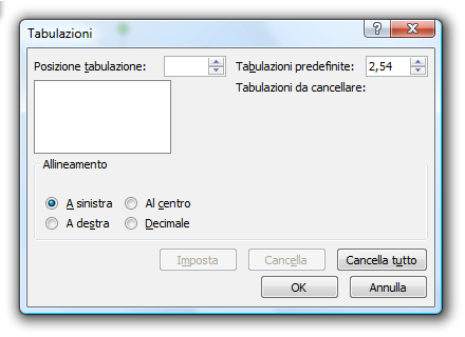 Tabulazioni
Posizione tabulazione: Tabulazioni predefinite: 2,54
Tabulazioni da cancellare:
Allineamento
A sinistra Al centro
A destra Decimale
Imposta Cancella Cancella tutto
OK Annulla